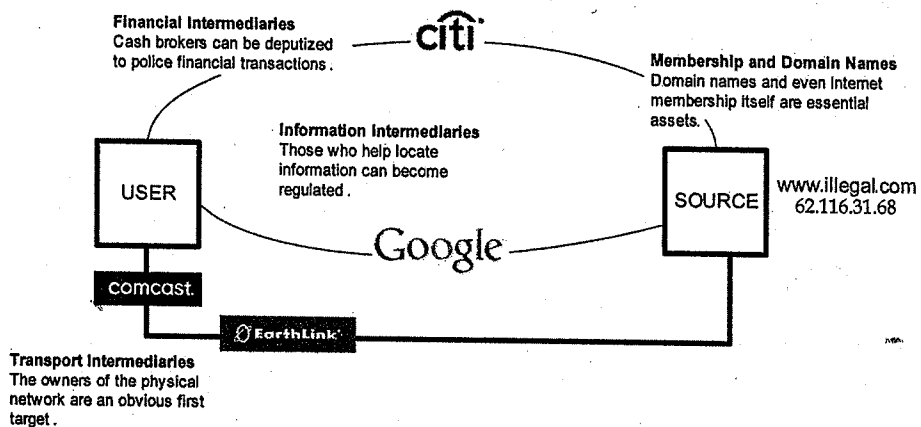 Financial Intermediaries
Cash brokers can be deputized
to police financial transactions.
citi
Membership and Domain Names
Domain names and even Internet
membership itself are essential
assets.
Information Intermediaries
Those who help locate
information can become
regulated.
USER
SOURCE
www.illegal.com
62.116.31.68
Google
comcast.
EarthLink
Transport Intermediaries
The owners of the physical
network are an obvious first
target.